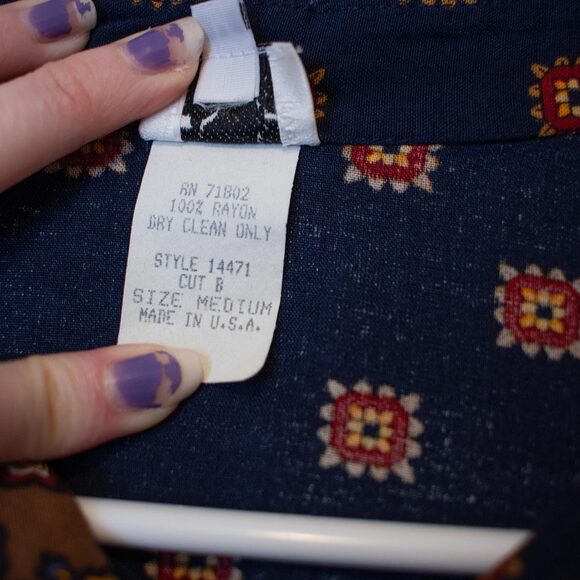 RN 71802
100% RAYON
DRY CLEAN ONLY
STYLE 14471
CUT B
SIZE MEDIUM
MADE IN U.S.A.